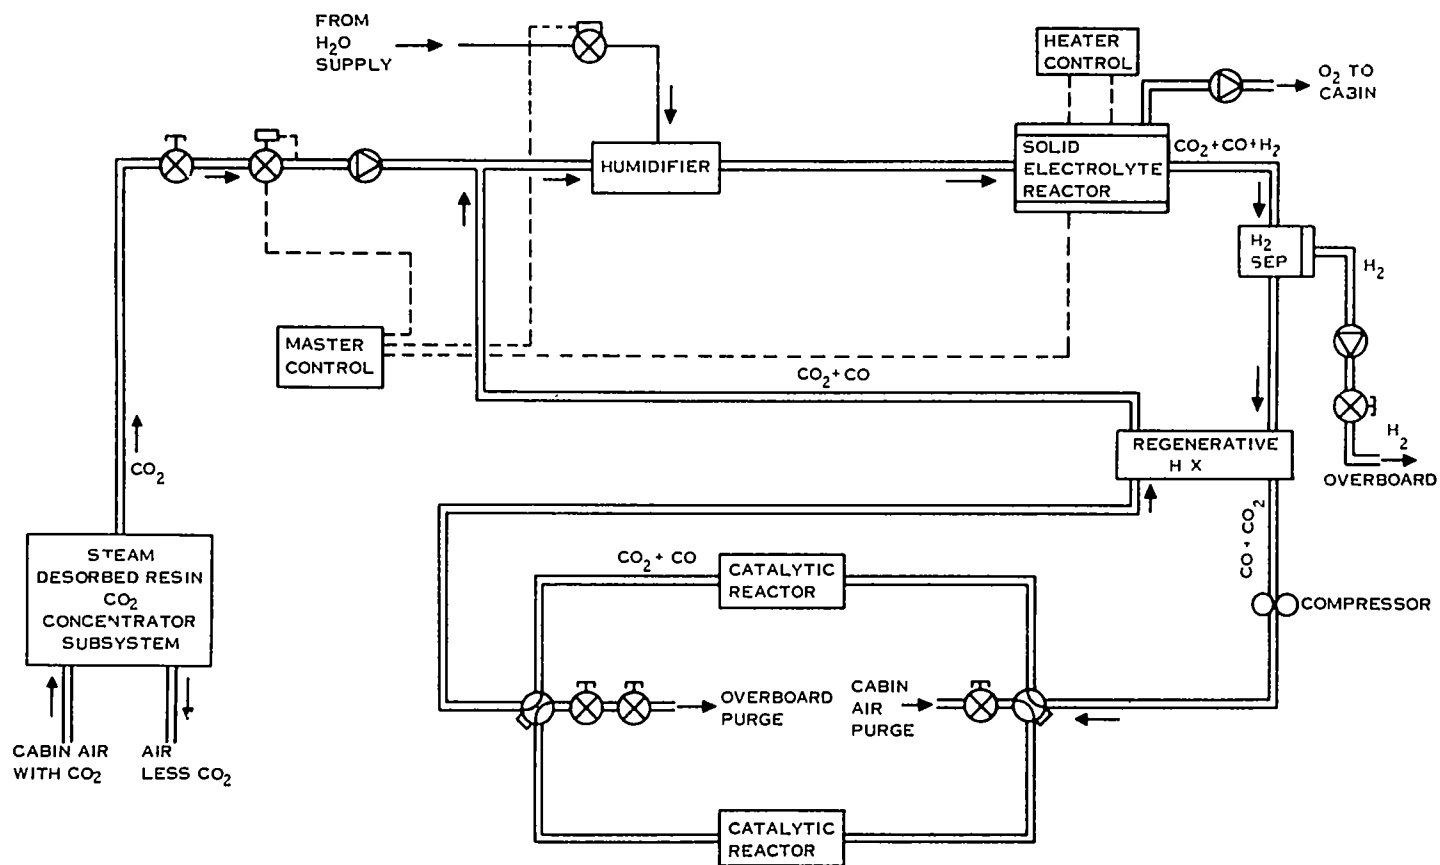 FROM
H2O
SUPPLY
HEATER
CONTROL
O2 TO
CABIN
HUMIDIFIER
SOLID
ELECTROLYTE
REACTOR
CO2+CO+H2
H2
SEP
H2
MASTER
CONTROL
CO2+CO
REGENERATIVE
H X
H2
OVERBOARD
CO2
CO + CO2
STEAM
DESORBED RESIN
CO2
CONCENTRATOR
SUBSYSTEM
CO2 + CO
CATALYTIC
REACTOR
COMPRESSOR
OVERBOARD
PURGE
CABIN
AIR
PURGE
CABIN AIR
WITH CO2
AIR
LESS CO2
CATALYTIC
REACTOR